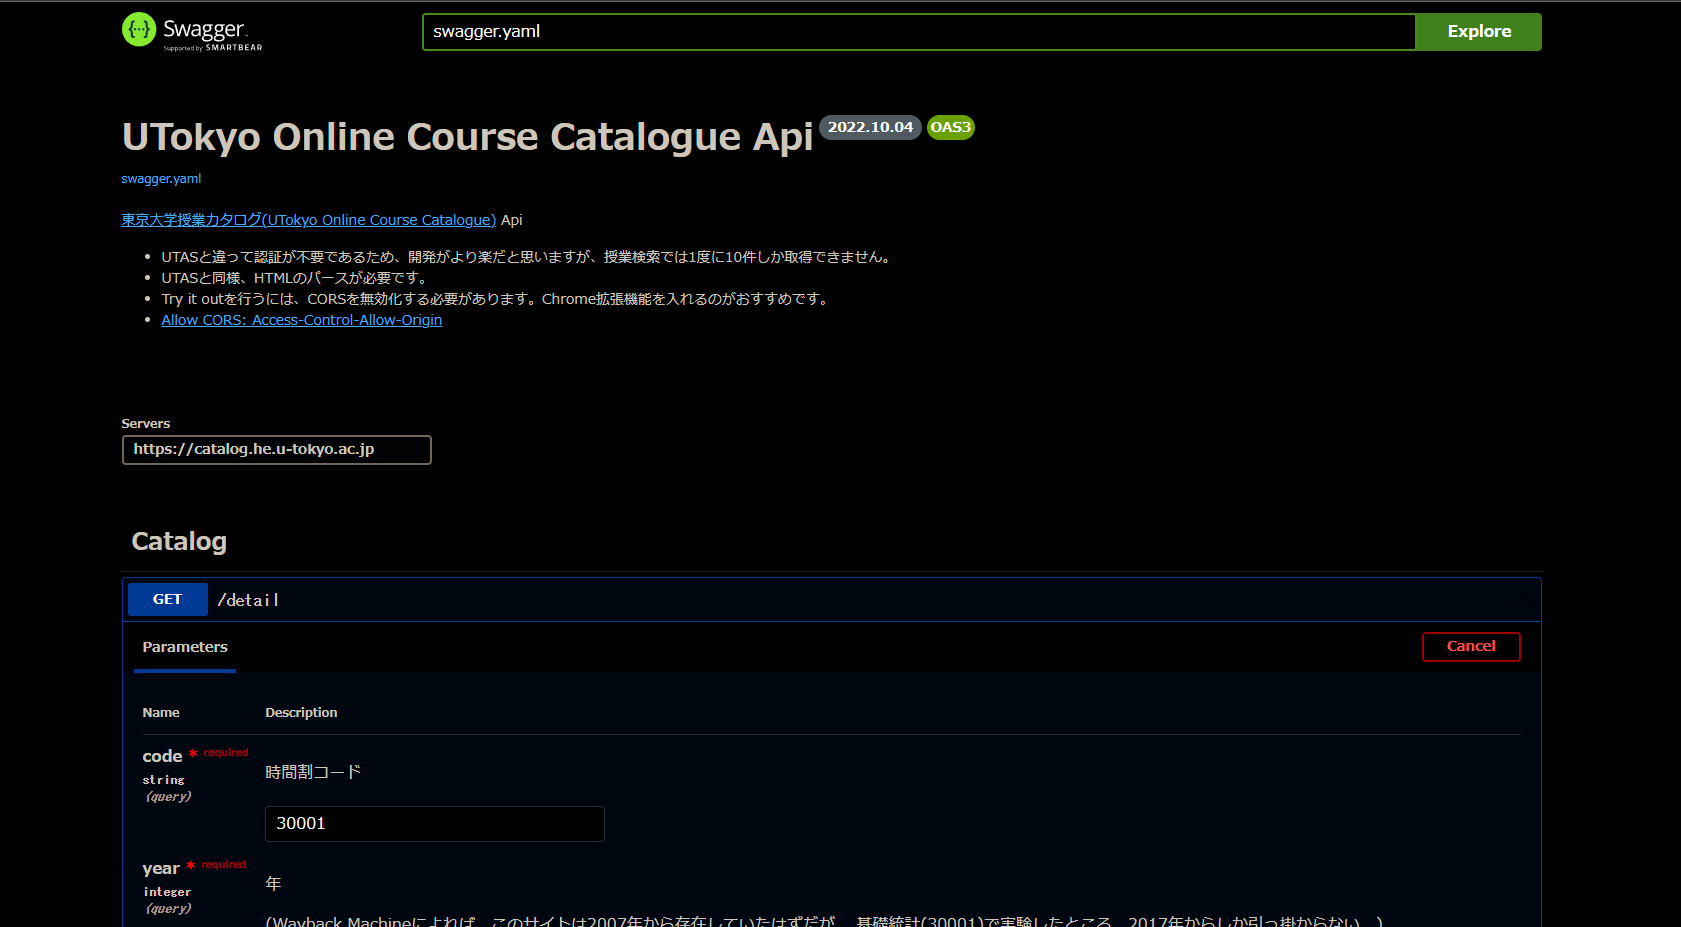 Swagger.
Supported by SMARTBEAR
swagger.yaml
Explore
UTokyo Online Course Catalogue Api 2022.10.04 OAS3
swagger.yaml
東京大学授業カタログ(UTokyo Online Course Catalogue) Api
UTASと違って認証が不要であるため、開発がより楽だと思いますが、授業検索では1度に10件しか取得できません。
UTASと同様、HTMLのパースが必要です。
Try it outを行うには、CORSを無効化する必要があります。Chrome拡張機能を入れるのがおすすめです。
Allow CORS: Access-Control-Allow-Origin
Servers
https://catalog.he.u-tokyo.ac.jp
Catalog
GET /detail
Parameters
Cancel
Name Description
code * required
string
(query)
時間割コード
30001
year * required
integer
(query)
年
(Wayback Machineによれば、このサイトは2007年から存在していたはずだが、 基礎統計(30001)で実験したところ、2017年からしか引っ掛からない。)